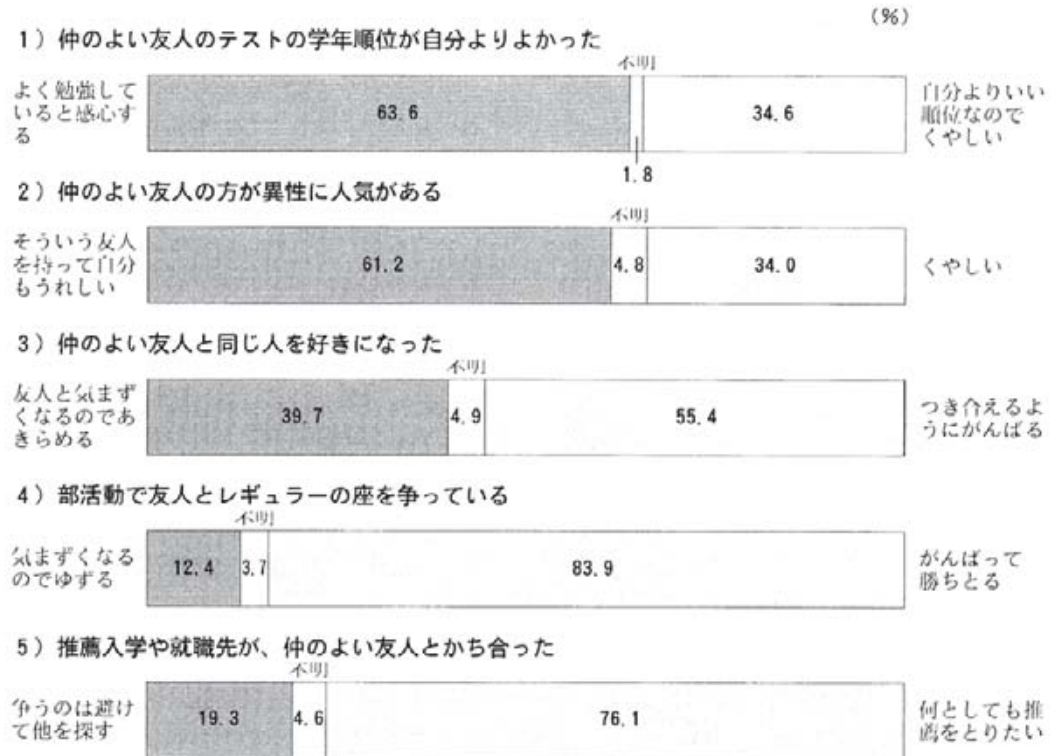 (%)
1）仲のよい友人のテストの学年順位が自分よりよかった
不明
よく勉強して
いると感心す
る
63.6
34.6
自分よりいい
順位なので
くやしい
1.8
2）仲のよい友人の方が異性に人気がある
不明
そういう友人
を持って自分
もうれしい
61.2
4.8
34.0
くやしい
3）仲のよい友人と同じ人を好きになった
不明
友人と気まず
くなるのであ
きらめる
39.7
4.9
55.4
つき合えるよ
うにがんばる
4）部活動で友人とレギュラーの座を争っている
不明
気まずくなる
のでゆずる
12.4
3.7
83.9
がんばって
勝ちとる
5）推薦入学や就職先が、仲のよい友人とかち合った
不明
争うのは避け
て他を探す
19.3
4.6
76.1
何としても推
薦をとりたい